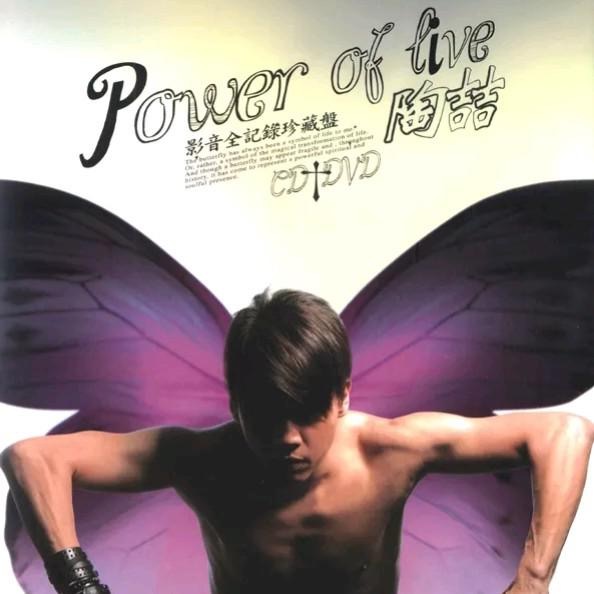 Power of live
陶喆
影音全記錄珍藏盤
The butterfly has always been a symbol of life to me.
Or, rather, a symbol of the magical transformation of life.
And though a butterfly may appear fragile and , throughout
history, it has come to represent a powerful spiritual and
soulful presence.
CD+DVD